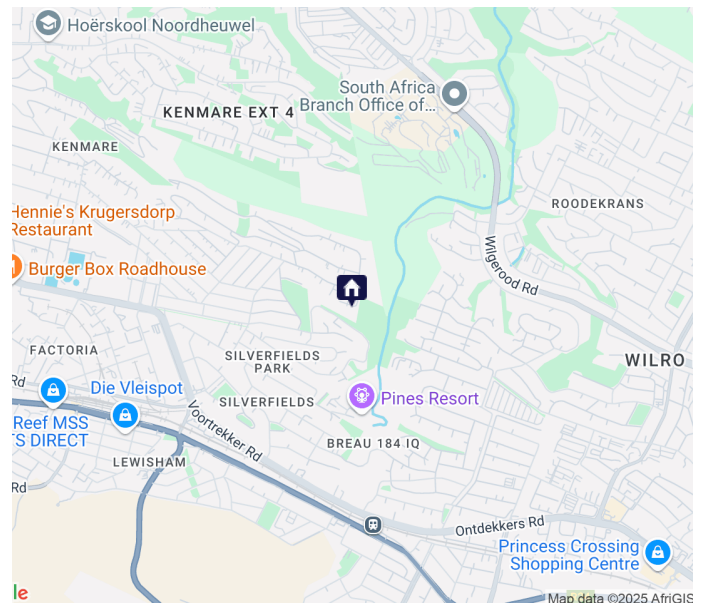 Hoërskool Noordheuwel
South Africa
Branch Office of...
KENMARE EXT 4
KENMARE
ROODEKRANS
Hennie's Krugersdorp
Restaurant
Wilgerood Rd
Burger Box Roadhouse
FACTORIA
SILVERFIELDS
PARK
WILRO
Rd
Die Vleispot
Pines Resort
SILVERFIELDS
Reef MSS
TS DIRECT
Voortrekker Rd
BREAU 184 IQ
LEWISHAM
Rd
Ontdekkers Rd
Princess Crossing
Shopping Centre
le
Map data ©2025 AfriGIS